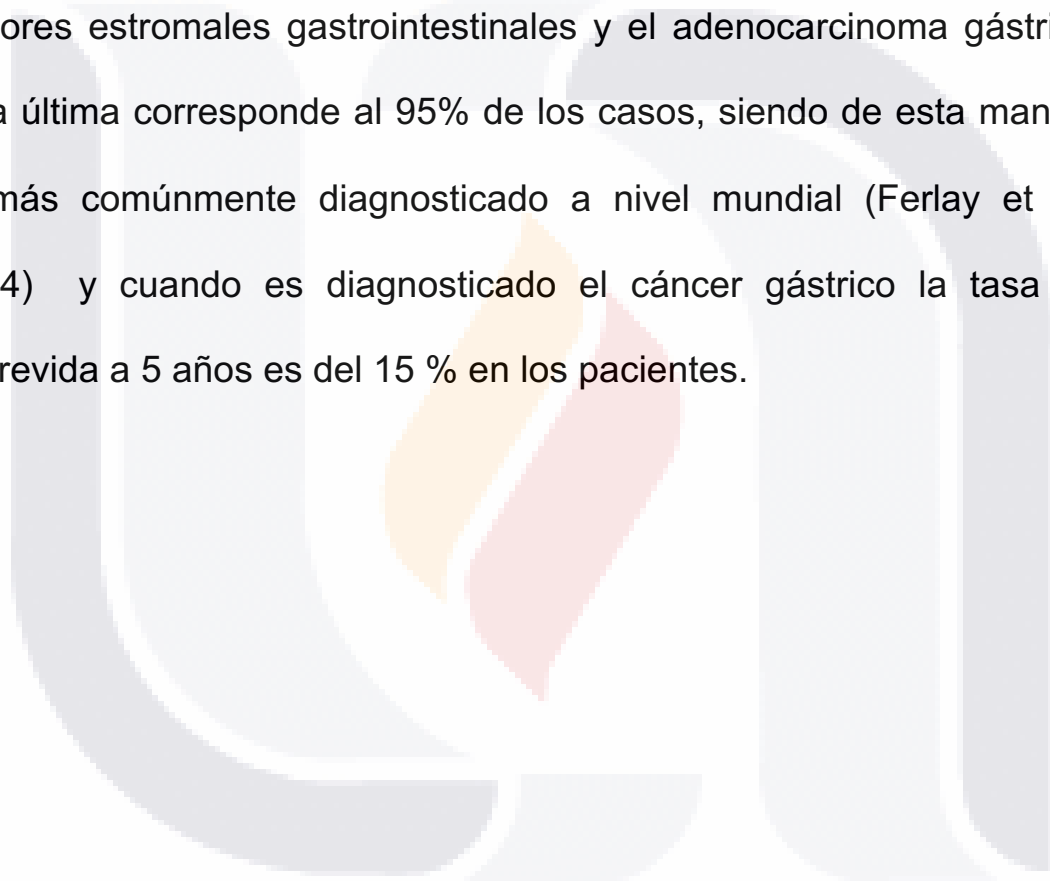 ores estromales gastrointestinales y el adenocarcinoma gástri
a última corresponde al 95% de los casos, siendo de esta man
más comúnmente diagnosticado a nivel mundial (Ferlay et
4) y cuando es diagnosticado el cáncer gástrico la tasa
revida a 5 años es del 15 % en los pacientes.